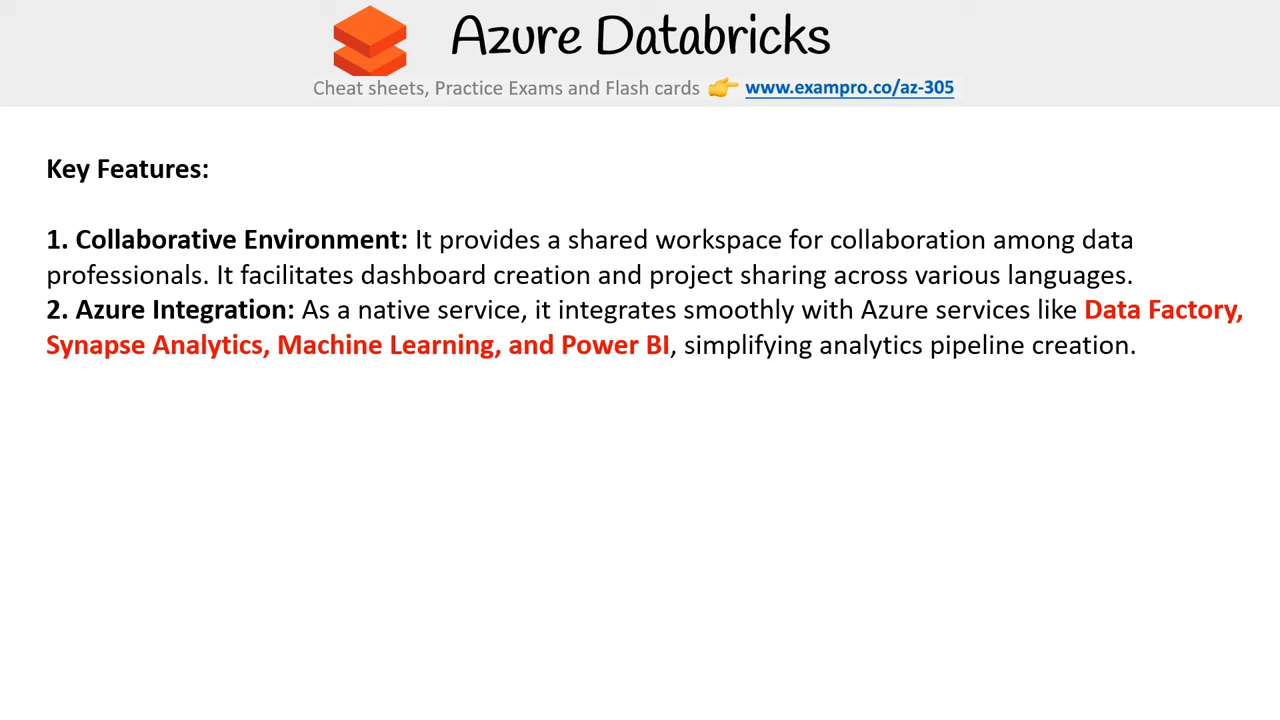 Azure Databricks
Cheat sheets, Practice Exams and Flash cards 👉 www.exampro.co/az-305
Key Features:
1. Collaborative Environment: It provides a shared workspace for collaboration among data
professionals. It facilitates dashboard creation and project sharing across various languages.
2. Azure Integration: As a native service, it integrates smoothly with Azure services like Data Factory,
Synapse Analytics, Machine Learning, and Power BI, simplifying analytics pipeline creation.